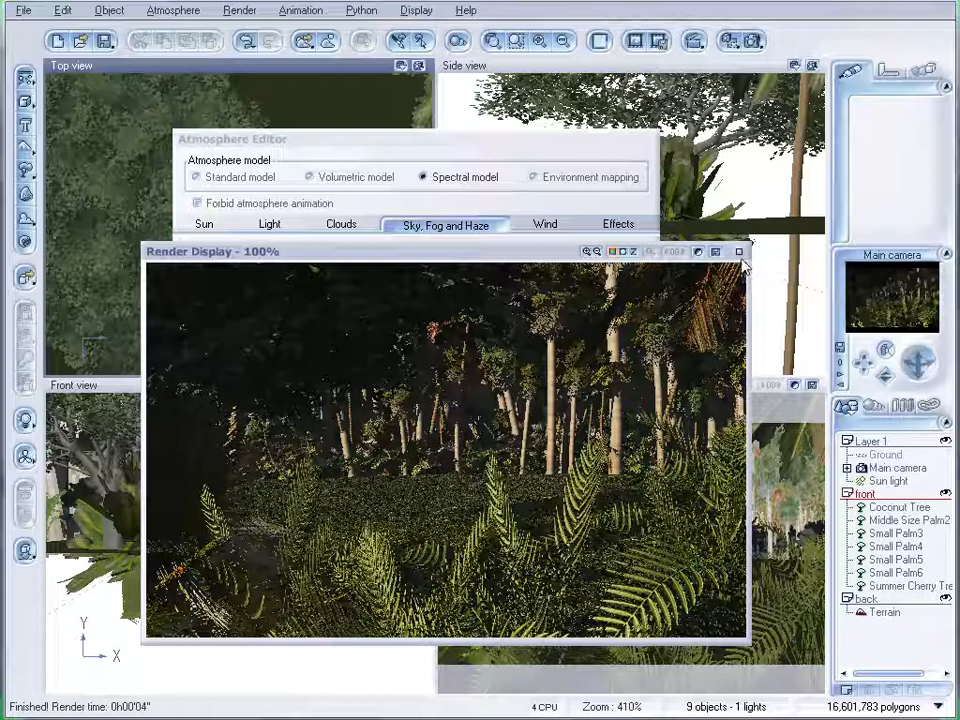 File Edit Object Atmosphere Render Animation Python Display Help
Top view
Side view
Atmosphere Editor
Atmosphere model
Standard model Volumetric model Spectral model Environment mapping
Forbid atmosphere animation
Sun Light Clouds Sky, Fog and Haze Wind Effects
Render Display - 100%
Main camera
Front view
Layer 1
Ground
Main camera
Sun light
front
Coconut Tree
Middle Size Palm2
Small Palm3
Small Palm4
Small Palm5
Small Palm6
Summer Cherry Tre
back
Terrain
Y
X
Finished! Render time: 0h00'04" 4 CPU Zoom : 410% 9 objects - 1 lights 16,601,783 polygons